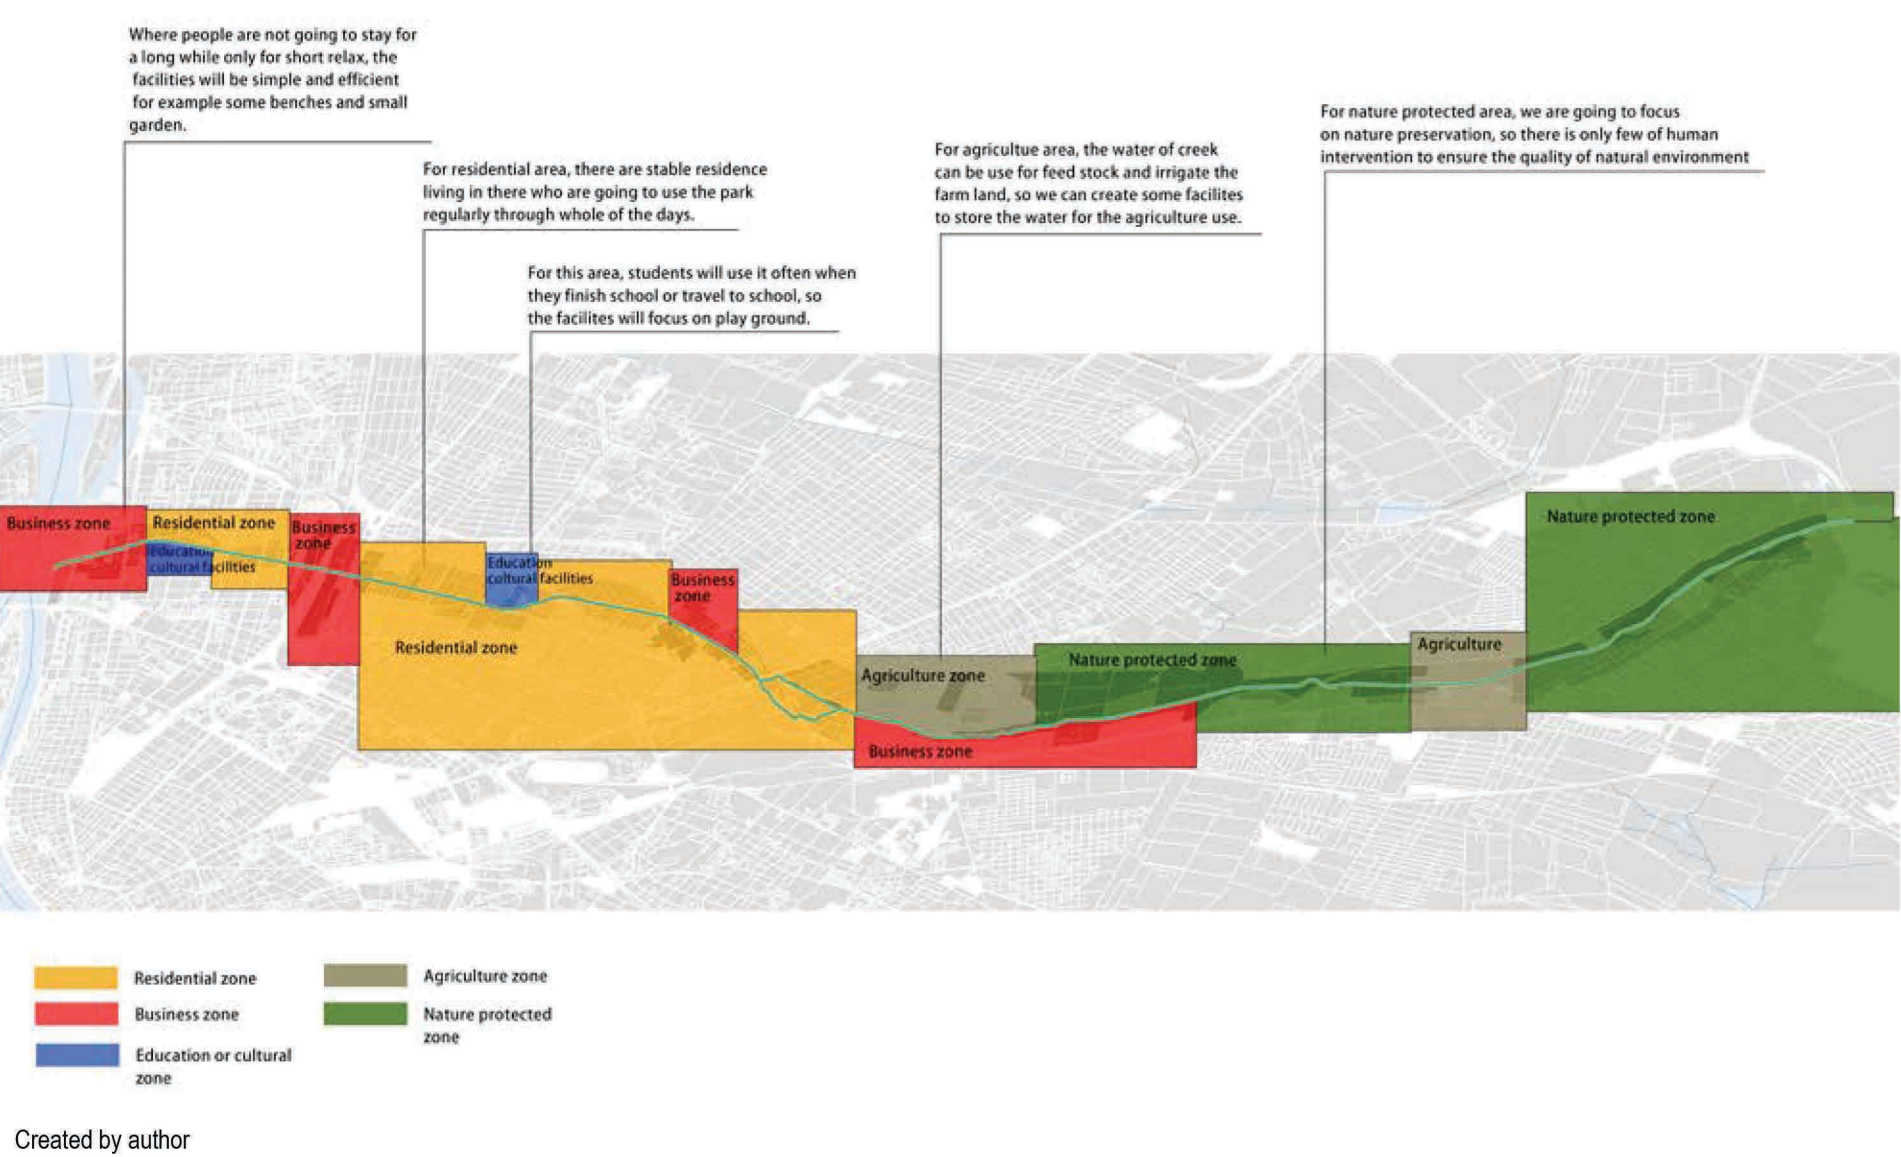 Where people are not going to stay for
a long while only for short relax, the
facilities will be simple and efficient
for example some benches and small
garden.
For residential area, there are stable residence
living in there who are going to use the park
regularly through whole of the days.
For this area, students will use it often when
they finish school or travel to school, so
the facilites will focus on play ground.
For agricultue area, the water of creek
can be use for feed stock and irrigate the
farm land, so we can create some facilites
to store the water for the agriculture use.
For nature protected area, we are going to focus
on nature preservation, so there is only few of human
intervention to ensure the quality of natural environment
Business zone
Residential zone
Education
cultural facilities
Business
zone
Education
cultural facilities
Residential zone
Business
zone
Agriculture zone
Business zone
Nature protected zone
Agriculture
Nature protected zone
Residential zone
Business zone
Education or cultural
zone
Agriculture zone
Nature protected
zone
Created by author